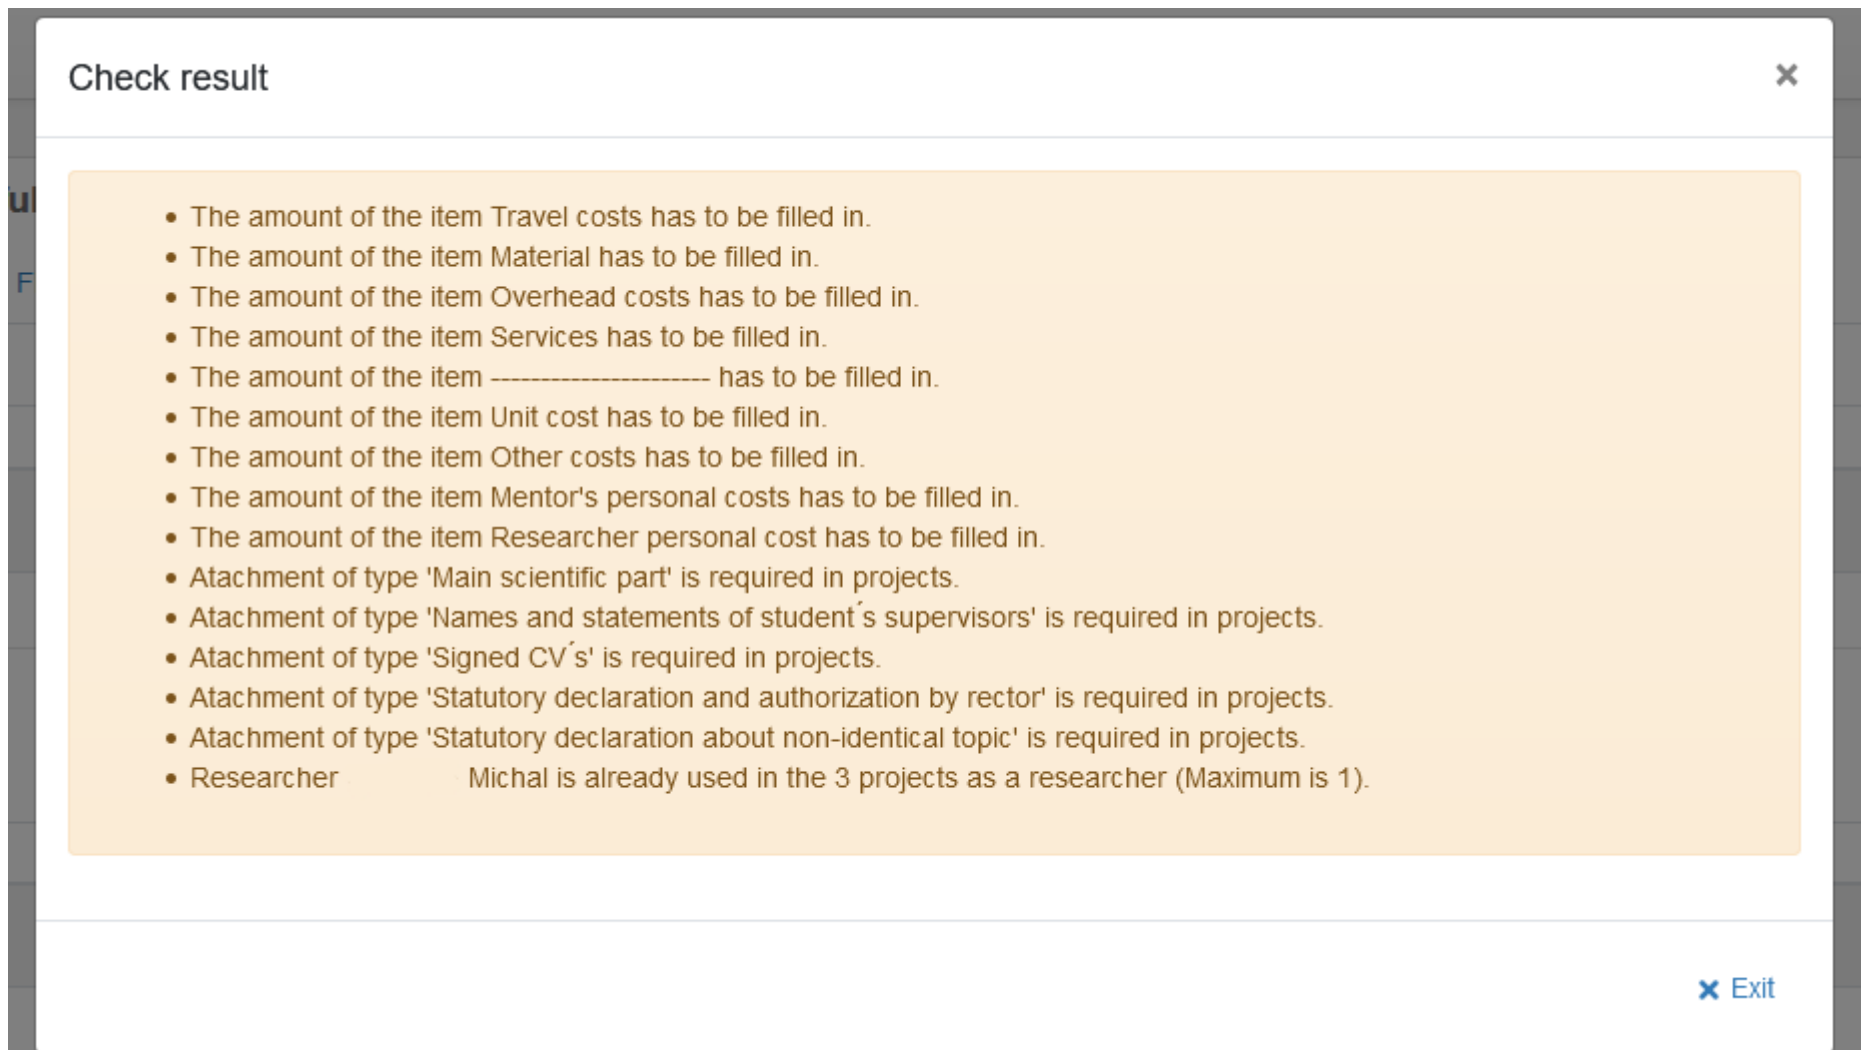 Check result
×
ul
F
• The amount of the item Travel costs has to be filled in.
• The amount of the item Material has to be filled in.
• The amount of the item Overhead costs has to be filled in.
• The amount of the item Services has to be filled in.
• The amount of the item ---------------------- has to be filled in.
• The amount of the item Unit cost has to be filled in.
• The amount of the item Other costs has to be filled in.
• The amount of the item Mentor's personal costs has to be filled in.
• The amount of the item Researcher personal cost has to be filled in.
• Atachment of type 'Main scientific part' is required in projects.
• Atachment of type 'Names and statements of student´s supervisors' is required in projects.
• Atachment of type 'Signed CV´s' is required in projects.
• Atachment of type 'Statutory declaration and authorization by rector' is required in projects.
• Atachment of type 'Statutory declaration about non-identical topic' is required in projects.
• Researcher Michal is already used in the 3 projects as a researcher (Maximum is 1).
× Exit